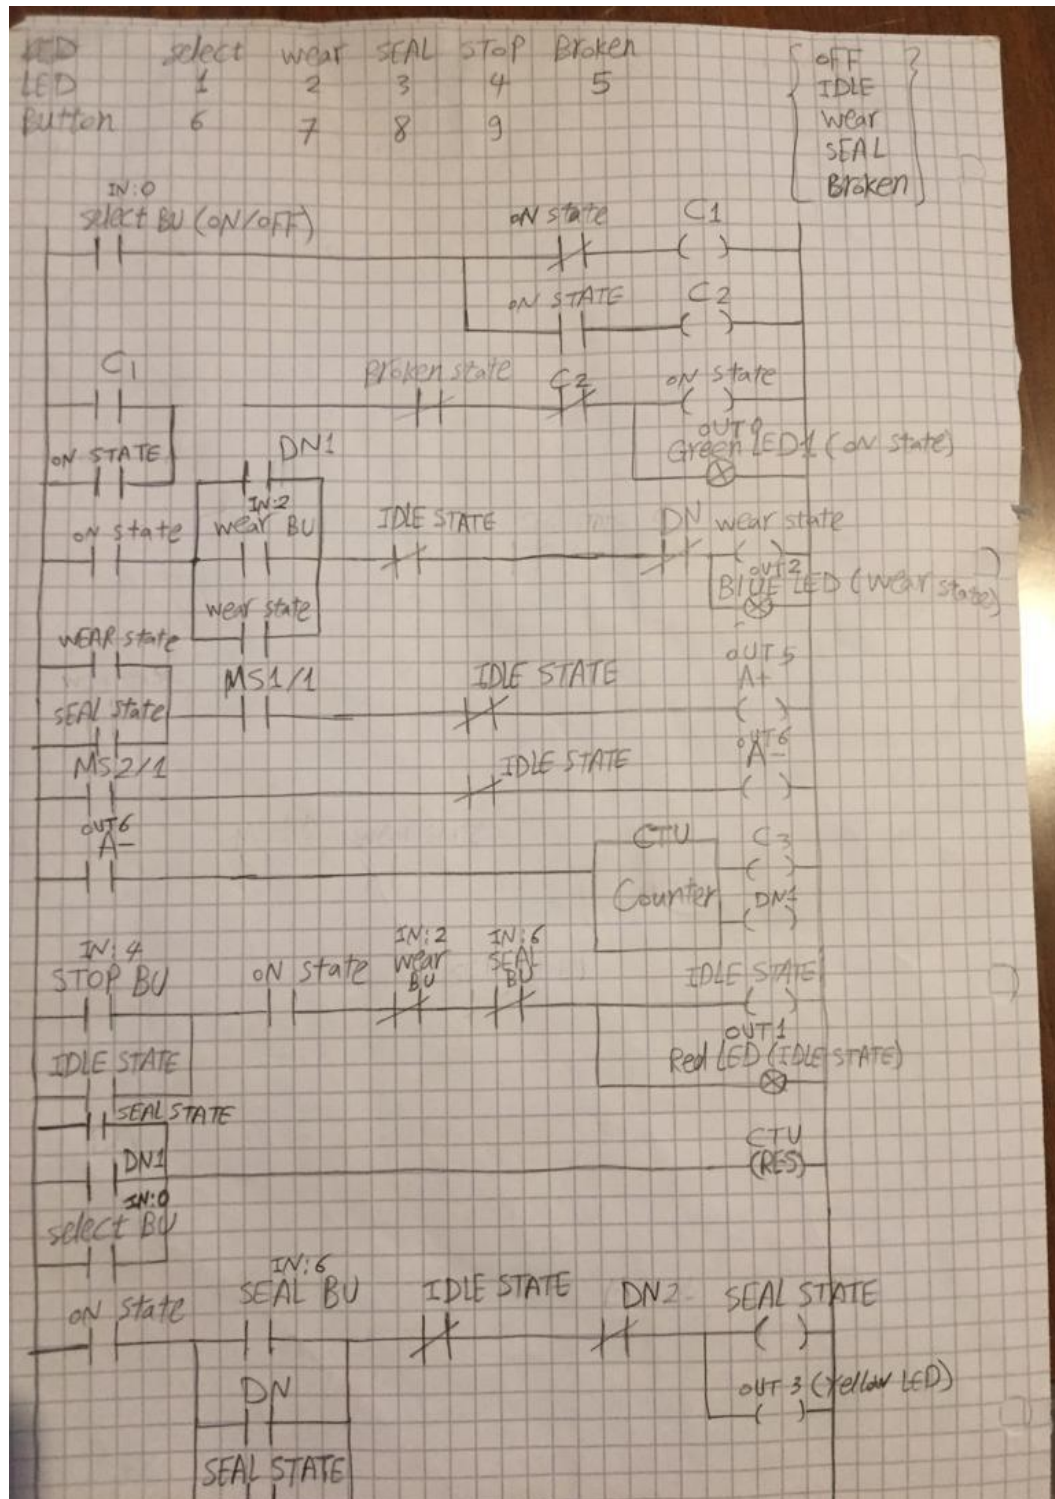 LED select wear SEAL STOP Broken
LED 1 2 3 4 5
Button 6 7 8 9
OFF
IDLE
wear
SEAL
Broken
IN:0
select BU (ON/OFF)
ON state C1
ON STATE C2
C1 Broken state C2 ON state
OUT 0
Green LED1 (ON state)
ON STATE
DN1
IN:2
ON state wear BU IDLE STATE DN wear state
OUT 2
BLUE LED (wear state)
wear state
WEAR state
MS1/1 IDLE STATE OUT 5
A+
SEAL state
MS2/1 IDLE STATE OUT 6
A-
OUT 6
A-
CTU C3
Counter DN1
IN:4 IN:2 IN:6
STOP BU ON state wear BU SEAL BU IDLE STATE
OUT 1
Red LED (IDLE STATE)
IDLE STATE
SEAL STATE
DN1 CTU
(RES)
IN:0
select BU
IN:6
ON state SEAL BU IDLE STATE DN2 SEAL STATE
DN OUT 3 (Yellow LED)
SEAL STATE